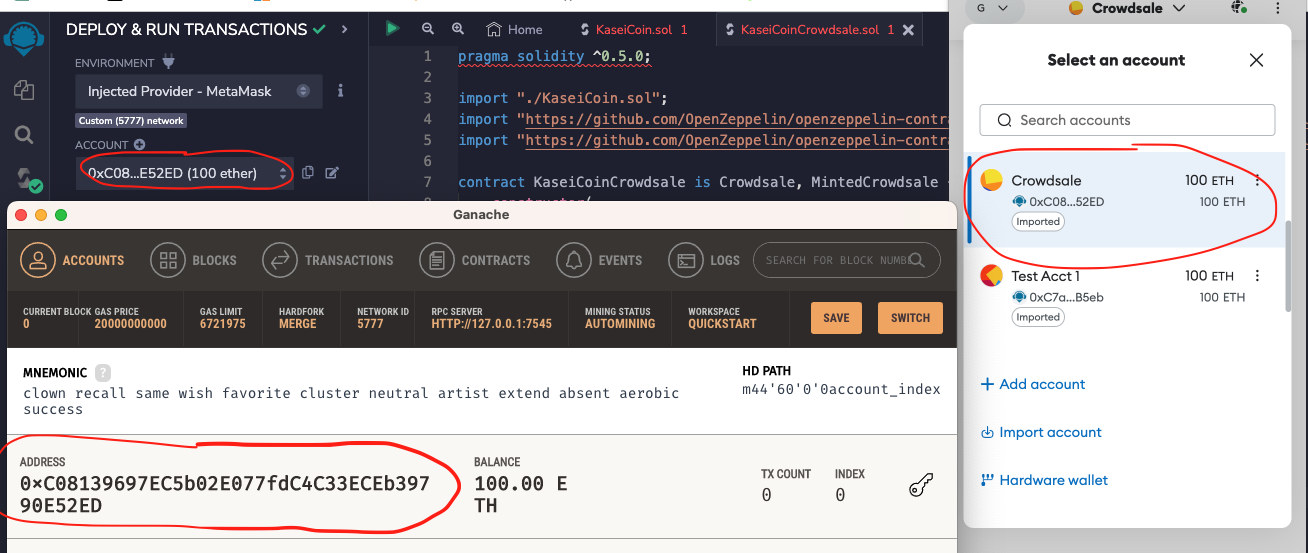 DEPLOY & RUN TRANSACTIONS
ENVIRONMENT
Injected Provider - MetaMask
Custom (5777) network
ACCOUNT
0xC08...E52ED (100 ether)
Home
KaseiCoin.sol 1
KaseiCoinCrowdsale.sol 1
1 pragma solidity ^0.5.0;
2
3 import "./KaseiCoin.sol";
4 import "https://github.com/OpenZeppelin/openzeppelin-contra
5 import "https://github.com/OpenZeppelin/openzeppelin-contra
6
7 contract KaseiCoinCrowdsale is Crowdsale, MintedCrowdsale
Ganache
ACCOUNTS
BLOCKS
TRANSACTIONS
CONTRACTS
EVENTS
LOGS
SEARCH FOR BLOCK NUMB
CURRENT BLOCK
0
GAS PRICE
20000000000
GAS LIMIT
6721975
HARDFORK
MERGE
NETWORK ID
5777
RPC SERVER
HTTP://127.0.0.1:7545
MINING STATUS
AUTOMINING
WORKSPACE
QUICKSTART
SAVE
SWITCH
MNEMONIC ?
clown recall same wish favorite cluster neutral artist extend absent aerobic
success
HD PATH
m44'60'0'0account_index
ADDRESS
0×C08139697EC5b02E077fdC4C33ECEb397
90E52ED
BALANCE
100.00 E
TH
TX COUNT
0
INDEX
0
G
Crowdsale
Select an account
Search accounts
Crowdsale
100 ETH
0xC08...52ED
100 ETH
Imported
Test Acct 1
100 ETH
0xC7a...B5eb
100 ETH
Imported
+ Add account
Import account
Hardware wallet